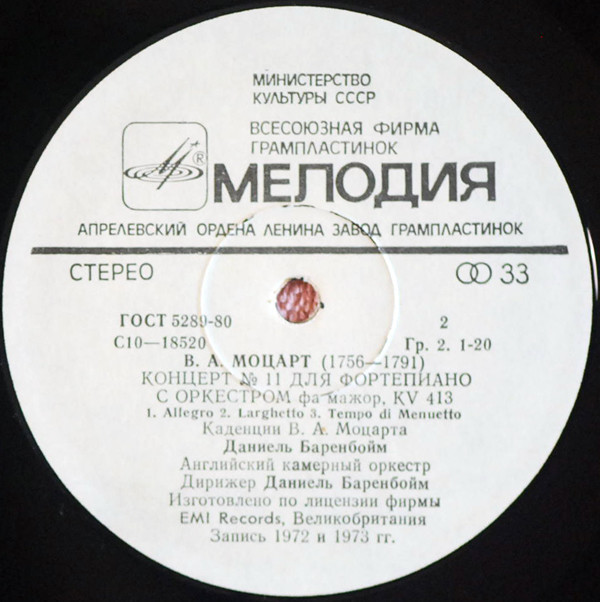 МИНИСТЕРСТВО
КУЛЬТУРЫ СССР
ВСЕСОЮЗНАЯ ФИРМА
ГРАМПЛАСТИНОК
®
МЕЛОДИЯ
АПРЕЛЕВСКИЙ ОРДЕНА ЛЕНИНА ЗАВОД ГРАМПЛАСТИНОК
СТЕРЕО 33
ГОСТ 5289-80 2
С10—18520 Гр. 2. 1-20
В. А. МОЦАРТ (1756—1791)
КОНЦЕРТ № 11 ДЛЯ ФОРТЕПИАНО
С ОРКЕСТРОМ фа мажор, KV 413
1. Allegro 2. Larghetto 3. Tempo di Menuetto
Каденции В. А. Моцарта
Даниель Баренбойм
Английский камерный оркестр
Дирижер Даниель Баренбойм
Изготовлено по лицензии фирмы
EMI Records, Великобритания
Запись 1972 и 1973 гг.